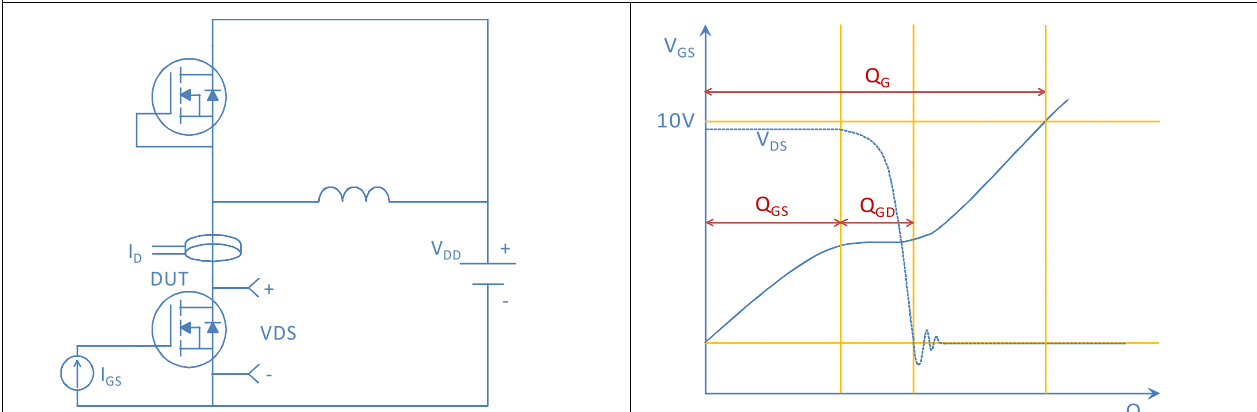 I_D
DUT
+
VDS
-
I_GS
V_DD
+
-
V_GS
Q_G
10V
V_DS
Q_GS
Q_GD